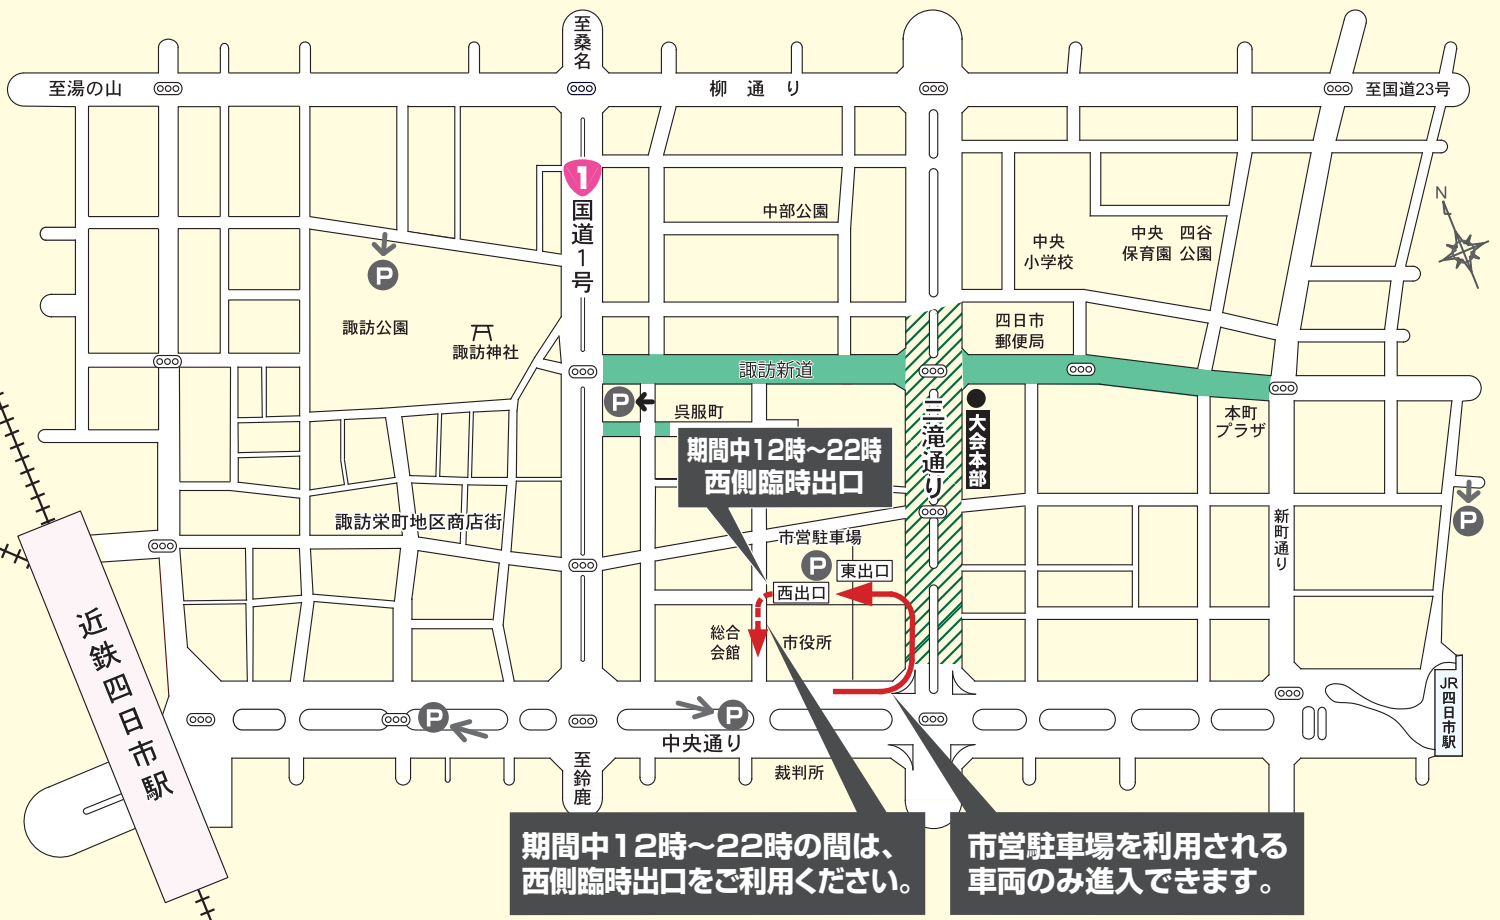 至桑名
至湯の山
柳通り
至国道23号
1
国道1号
N
中部公園
中央
小学校
中央
保育園
四谷
公園
P
諏訪公園
諏訪神社
四日市
郵便局
諏訪新道
P
呉服町
三滝通り
大会本部
本町
プラザ
期間中12時～22時
西側臨時出口
諏訪栄町地区商店街
市営駐車場
P
東出口
西出口
新町通り
P
総合
会館
市役所
近鉄四日市駅
JR
四日市駅
P
P
中央通り
至鈴鹿
裁判所
期間中12時～22時の間は、
西側臨時出口をご利用ください。
市営駐車場を利用される
車両のみ進入できます。